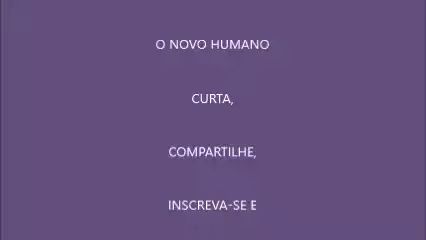 O NOVO HUMANO
CURTA,
COMPARTILHE,
INSCREVA-SE E